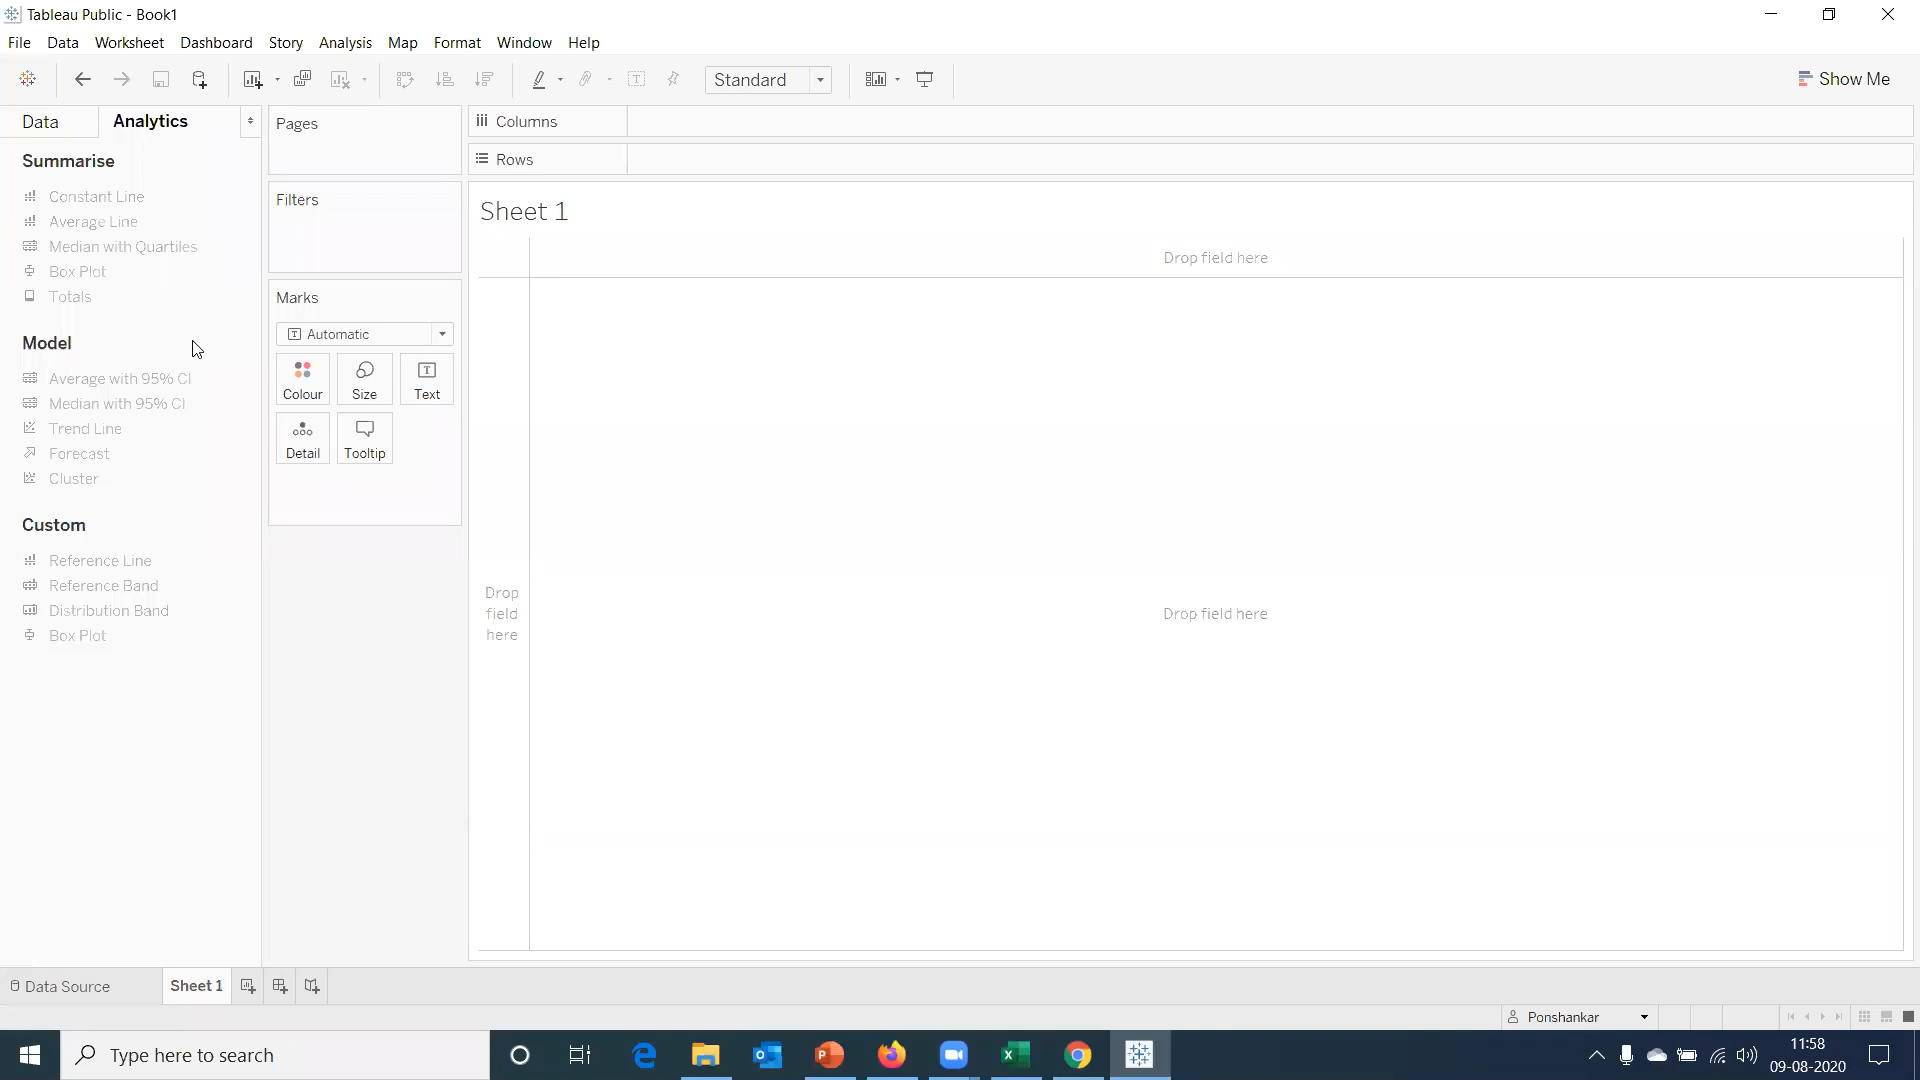 Tableau Public - Book1
File Data Worksheet Dashboard Story Analysis Map Format Window Help
Standard
Show Me
Data Analytics
Summarise
Constant Line
Average Line
Median with Quartiles
Box Plot
Totals
Model
Average with 95% CI
Median with 95% CI
Trend Line
Forecast
Cluster
Custom
Reference Line
Reference Band
Distribution Band
Box Plot
Pages
Filters
Marks
Automatic
Colour Size Text
Detail Tooltip
Columns
Rows
Sheet 1
Drop field here
Drop
field
here
Drop field here
Data Source Sheet 1
Ponshankar
Type here to search
11:58
09-08-2020